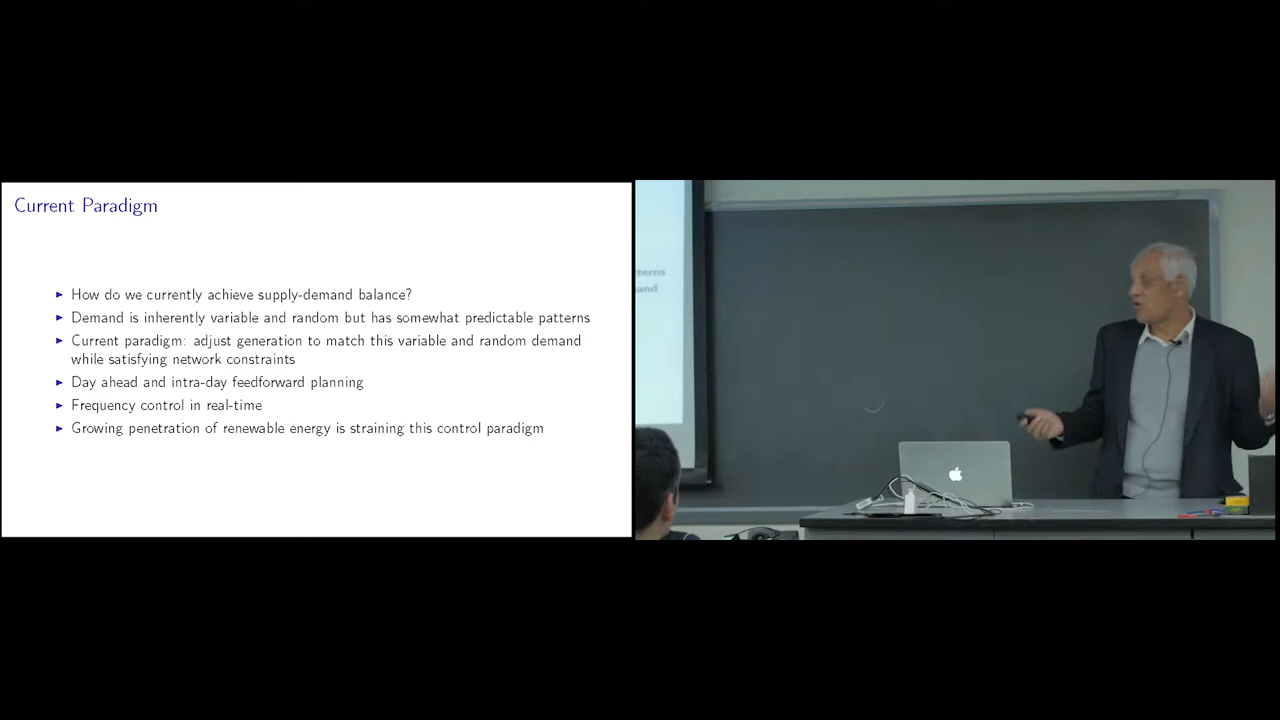 Current Paradigm
How do we currently achieve supply-demand balance?
Demand is inherently variable and random but has somewhat predictable patterns
Current paradigm: adjust generation to match this variable and random demand
while satisfying network constraints
Day ahead and intra-day feedforward planning
Frequency control in real-time
Growing penetration of renewable energy is straining this control paradigm
terns
and